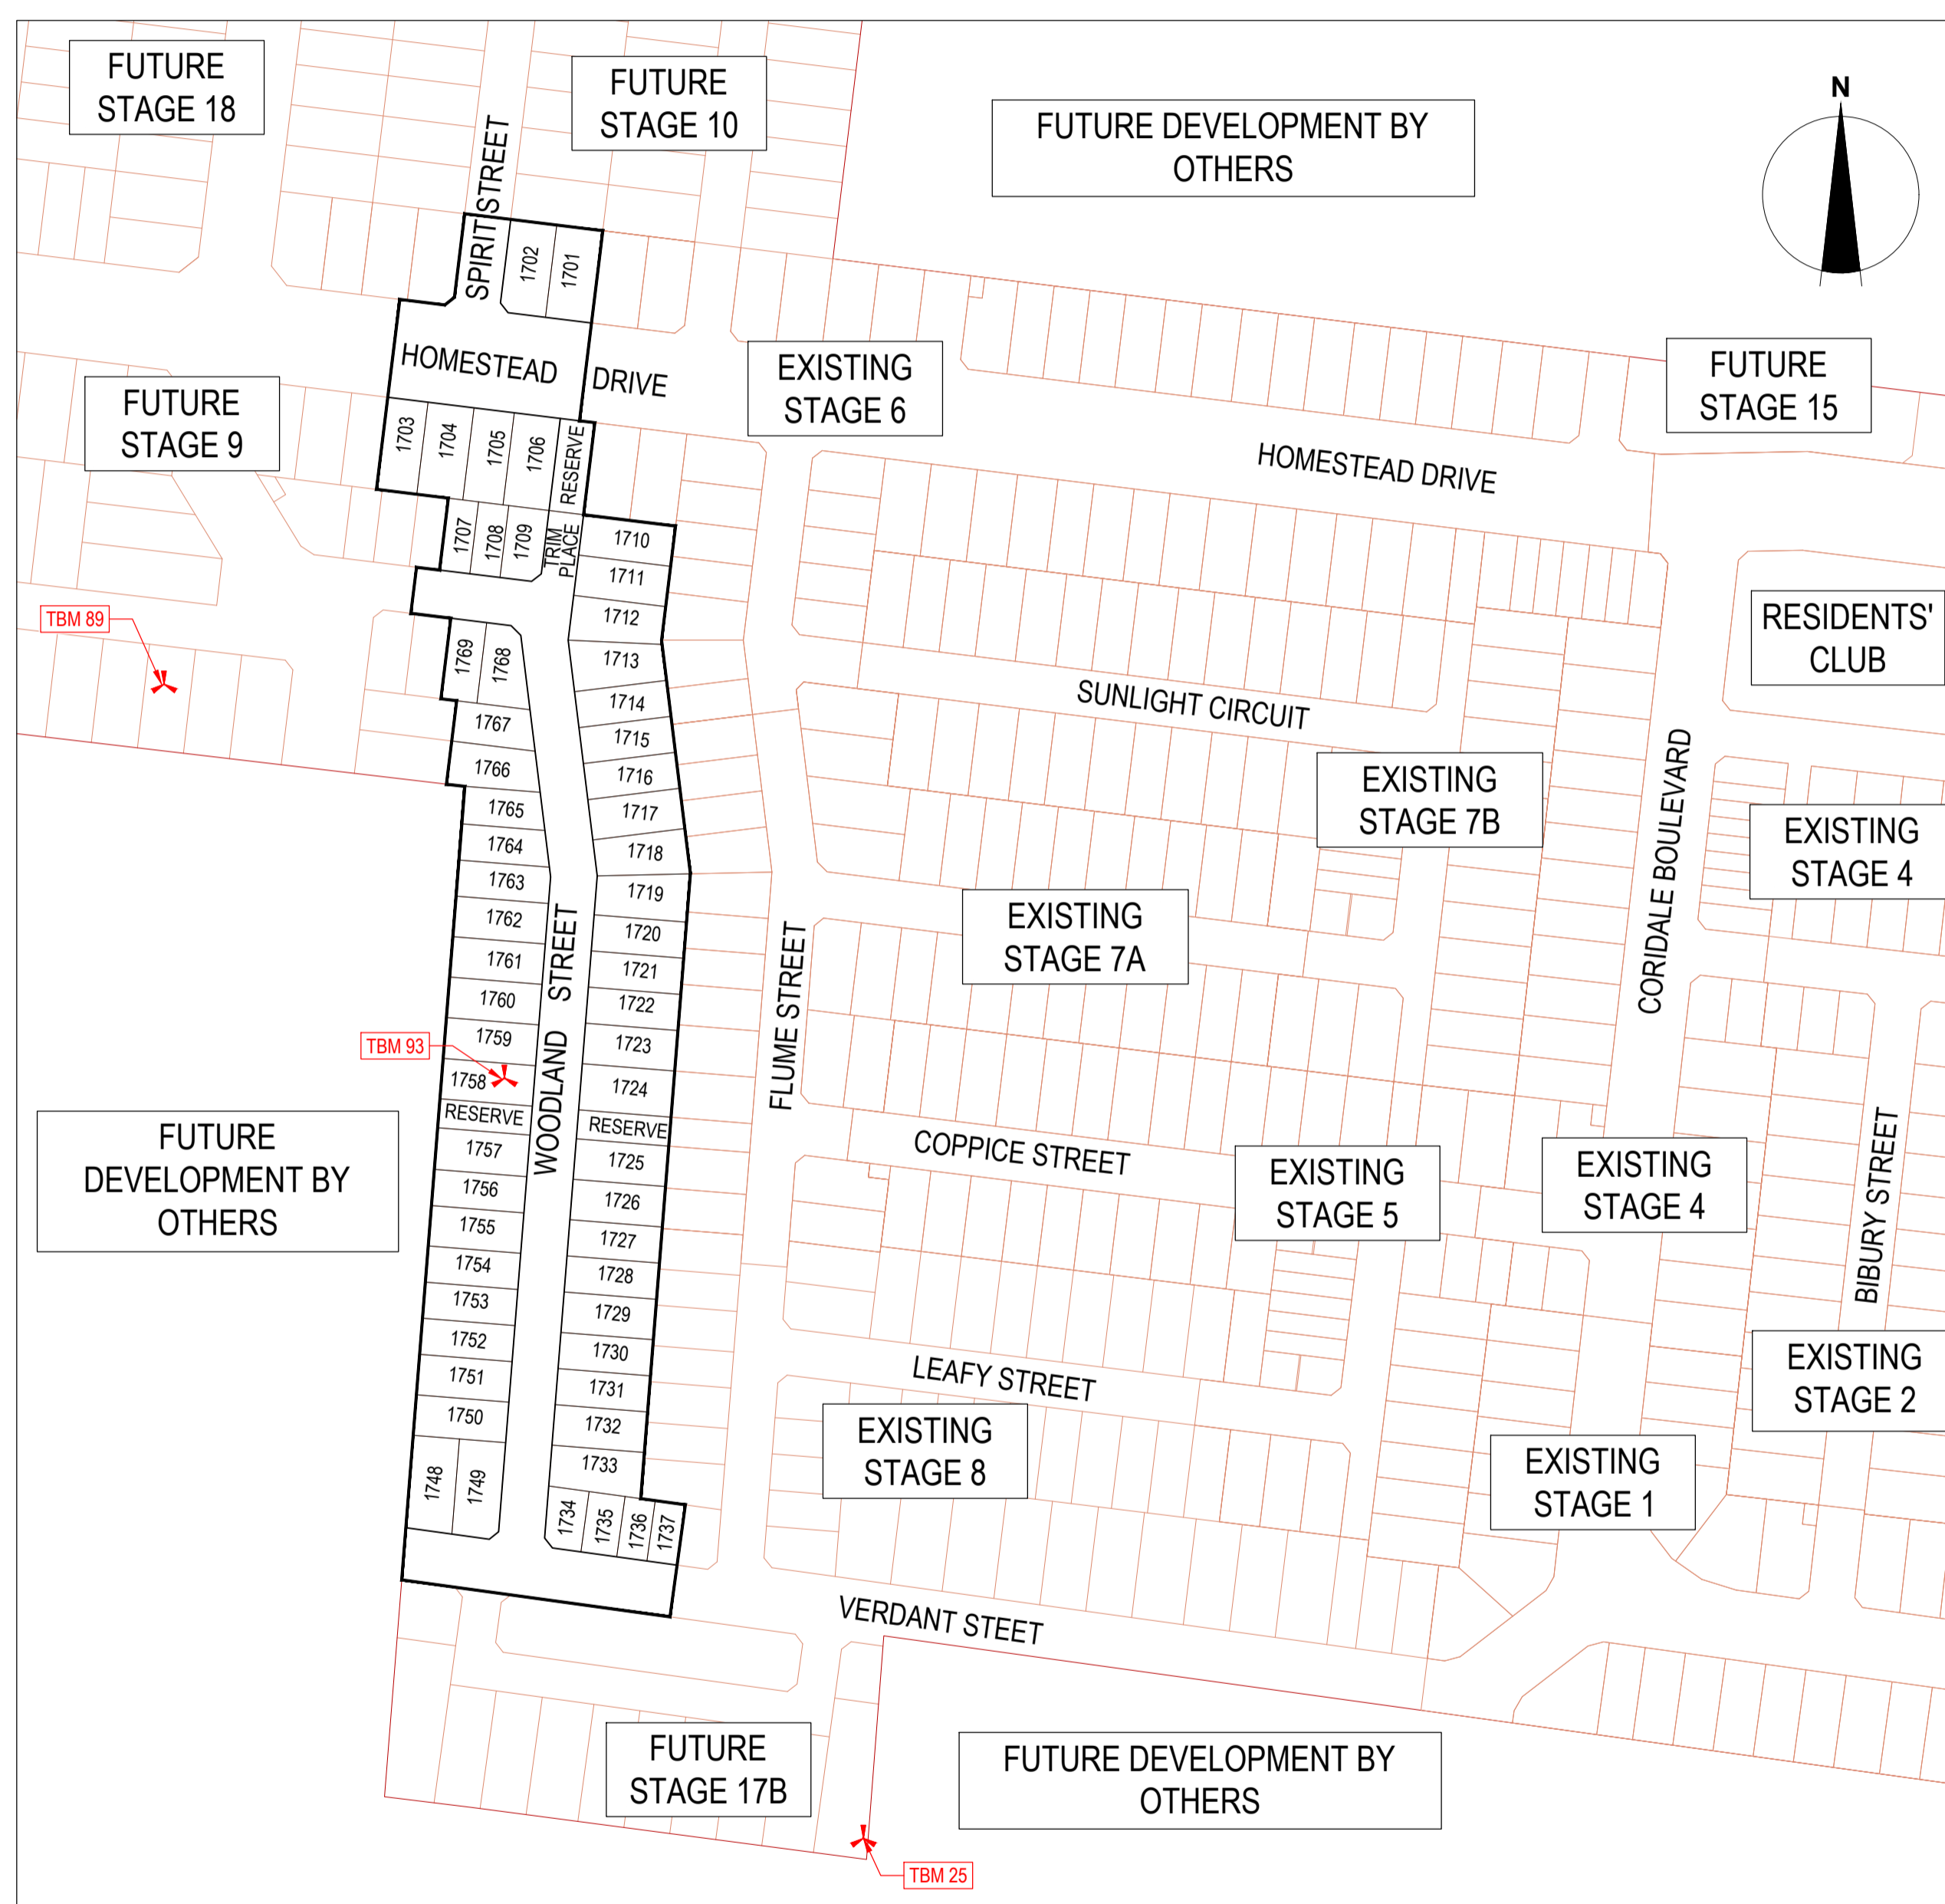 FUTURE
STAGE 18
FUTURE
STAGE 10
FUTURE DEVELOPMENT BY
OTHERS
N
SPIRIT STREET
1702
1701
HOMESTEAD DRIVE
EXISTING
STAGE 6
FUTURE
STAGE 15
FUTURE
STAGE 9
1703
1704
1705
1706
RESERVE
HOMESTEAD DRIVE
1707
1708
1709
TRIM
PLACE
1710
1711
1712
1713
1714
1715
1716
1717
1718
1719
1720
1721
1722
1723
1724
RESERVE
1725
1726
1727
1728
1729
1730
1731
1732
1733
1734
1735
1736
1737
TBM 89
1769
1768
1767
1766
1765
1764
1763
1762
1761
1760
1759
1758
TBM 93
RESERVE
1757
1756
1755
1754
1753
1752
1751
1750
1748
1749
WOODLAND STREET
RESIDENTS'
CLUB
SUNLIGHT CIRCUIT
EXISTING
STAGE 7B
CORIDALE BOULEVARD
EXISTING
STAGE 4
EXISTING
STAGE 7A
FLUME STREET
FUTURE
DEVELOPMENT BY
OTHERS
COPPICE STREET
EXISTING
STAGE 5
EXISTING
STAGE 4
BIBURY STREET
LEAFY STREET
EXISTING
STAGE 2
EXISTING
STAGE 8
EXISTING
STAGE 1
VERDANT STEET
FUTURE
STAGE 17B
FUTURE DEVELOPMENT BY
OTHERS
TBM 25